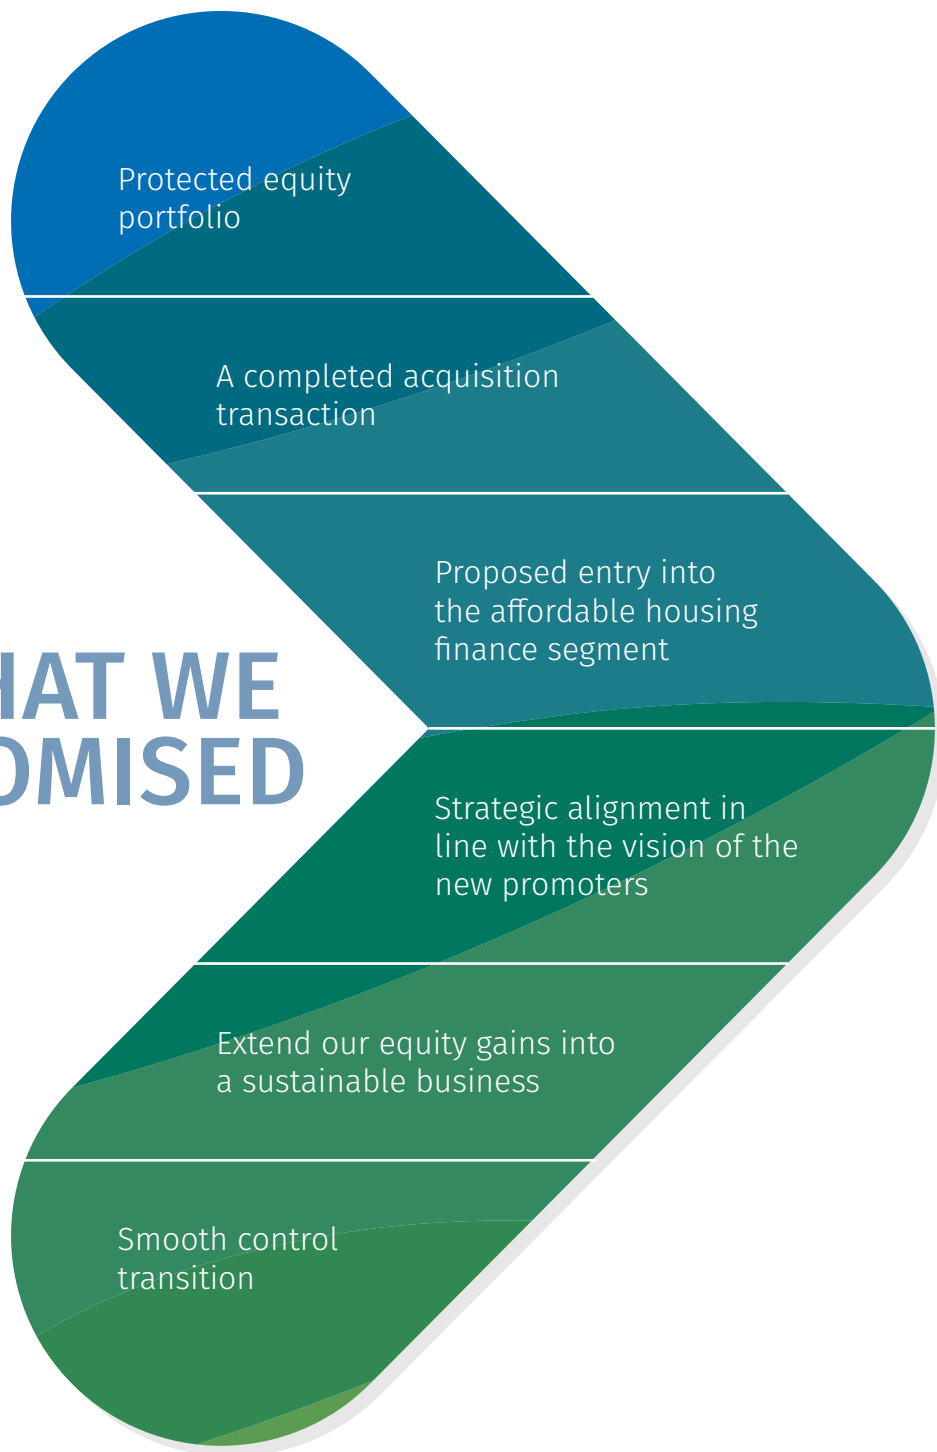 Protected equity
portfolio
A completed acquisition
transaction
Proposed entry into
the affordable housing
finance segment
HAT WE
OMISED
Strategic alignment in
line with the vision of the
new promoters
Extend our equity gains into
a sustainable business
Smooth control
transition